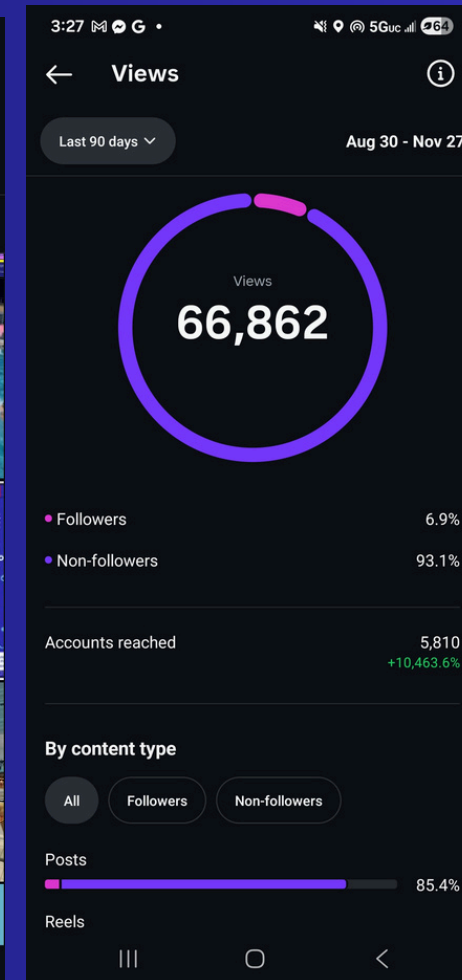 3:27 M G •
5Guc 64
Views
Last 90 days
Aug 30 - Nov 27
Views
66,862
Followers 6.9%
Non-followers 93.1%
Accounts reached 5,810
+10,463.6%
By content type
All Followers Non-followers
Posts
85.4%
Reels